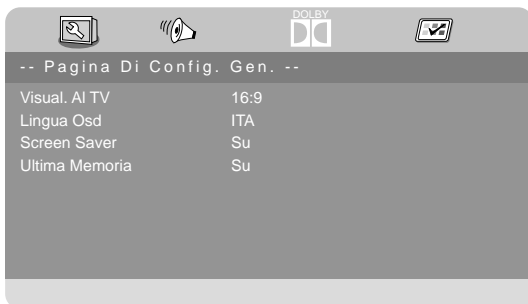 DOLBY
-- Pagina Di Config. Gen. --
Visual. Al TV 16:9
Lingua Osd ITA
Screen Saver Su
Ultima Memoria Su